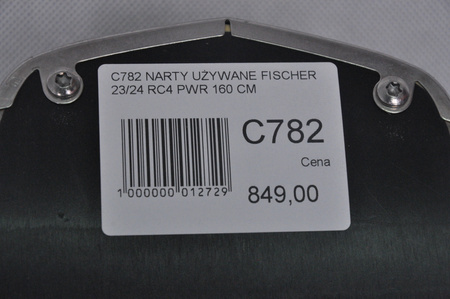 C782 NARTY UŻYWANE FISCHER
23/24 RC4 PWR 160 CM
C782
Cena
1 000000 012729
849,00